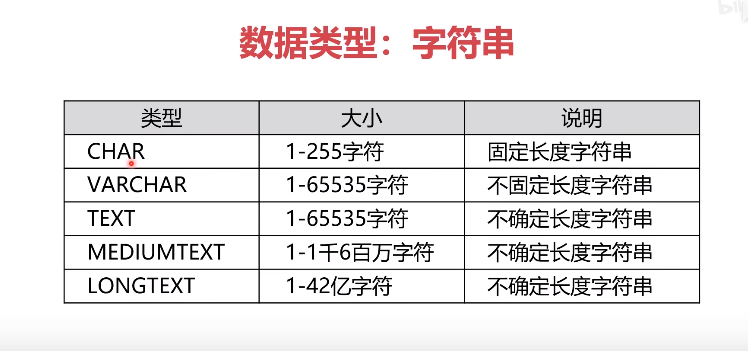 数据类型：字符串
类型 大小 说明
CHAR 1-255字符 固定长度字符串
VARCHAR 1-65535字符 不固定长度字符串
TEXT 1-65535字符 不确定长度字符串
MEDIUMTEXT 1-1千6百万字符 不确定长度字符串
LONGTEXT 1-42亿字符 不确定长度字符串